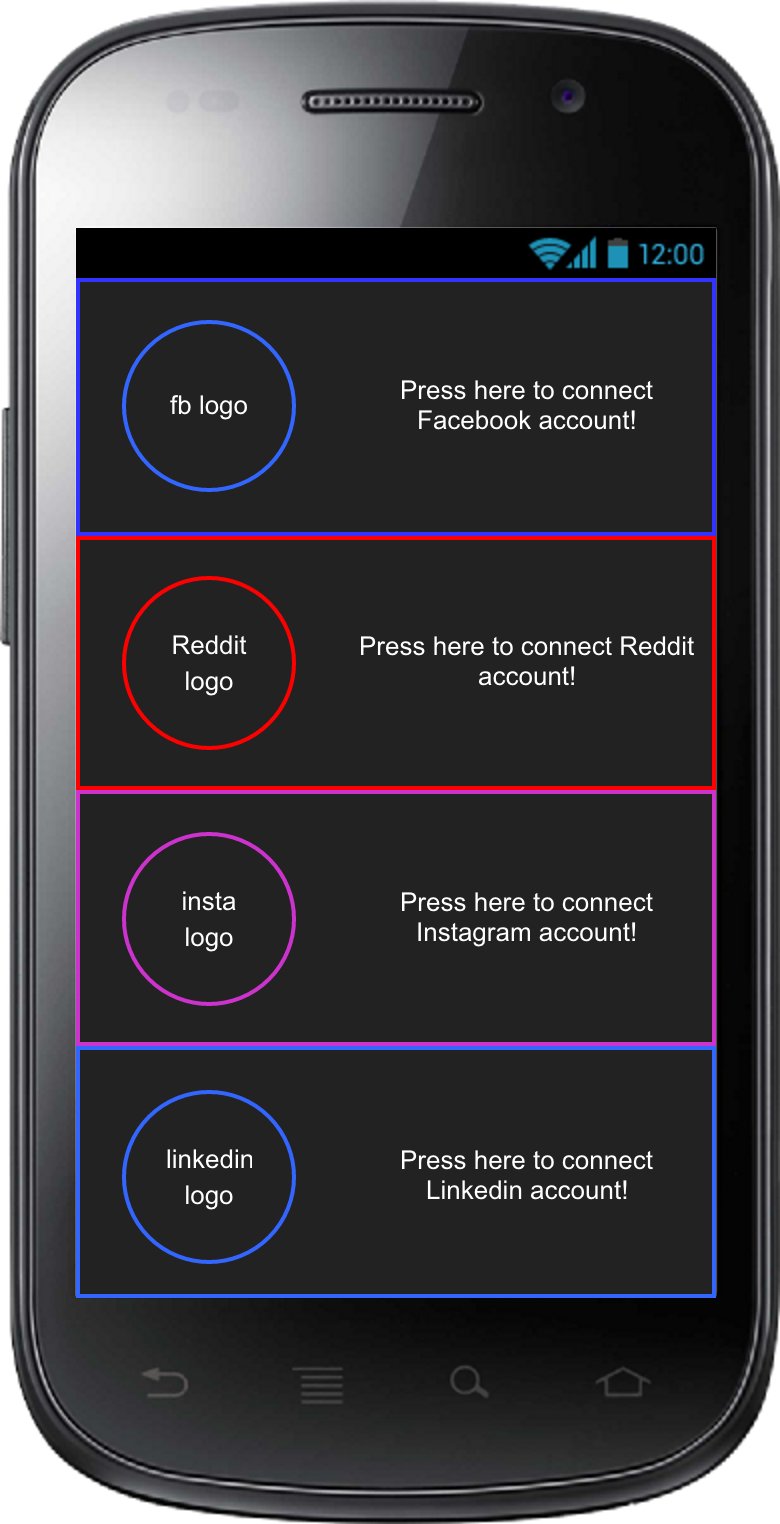 12:00
fb logo
Press here to connect
Facebook account!
Reddit
logo
Press here to connect Reddit
account!
insta
logo
Press here to connect
Instagram account!
linkedin
logo
Press here to connect
Linkedin account!